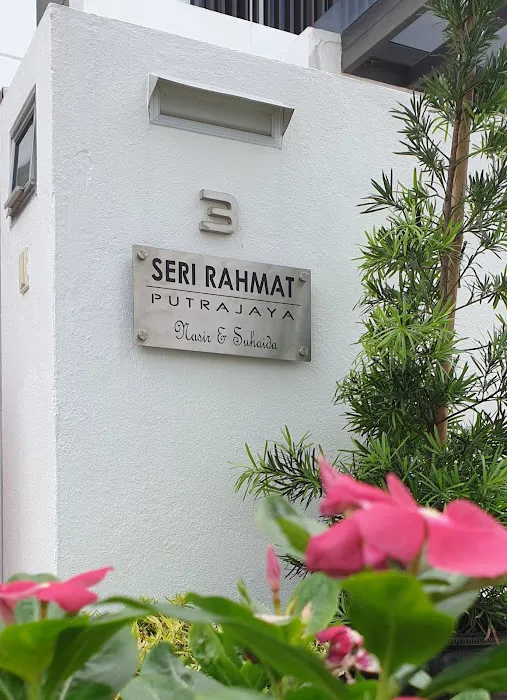 3
SERI RAHMAT
PUTRAJAYA
Nasir & Suhaida